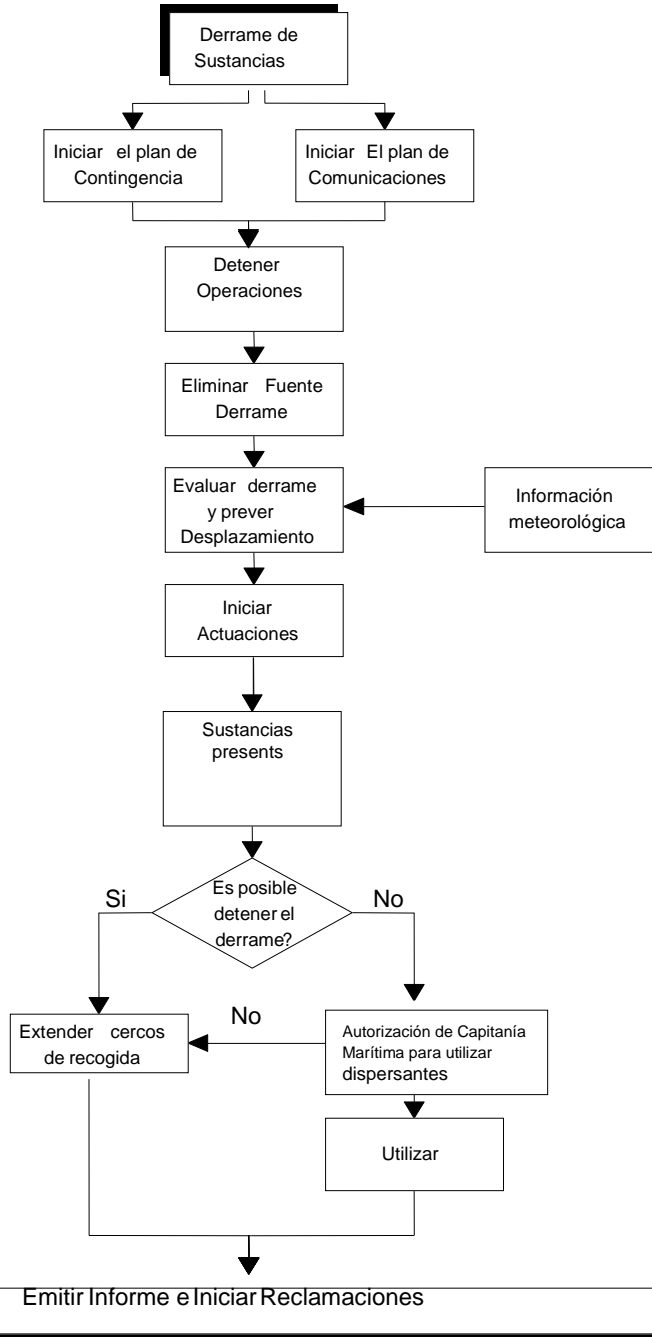 Derrame de
Sustancias
Iniciar el plan de
Contingencia
Iniciar El plan de
Comunicaciones
Detener
Operaciones
Eliminar Fuente
Derrame
Evaluar derrame
y prever
Desplazamiento
Información
meteorológica
Iniciar
Actuaciones
Sustancias
presents
Es posible
detener el
derrame?
Si
No
Extender cercos
de recogida
No
Autorización de Capitanía
Marítima para utilizar
dispersantes
Utilizar
Emitir Informe e Iniciar Reclamaciones